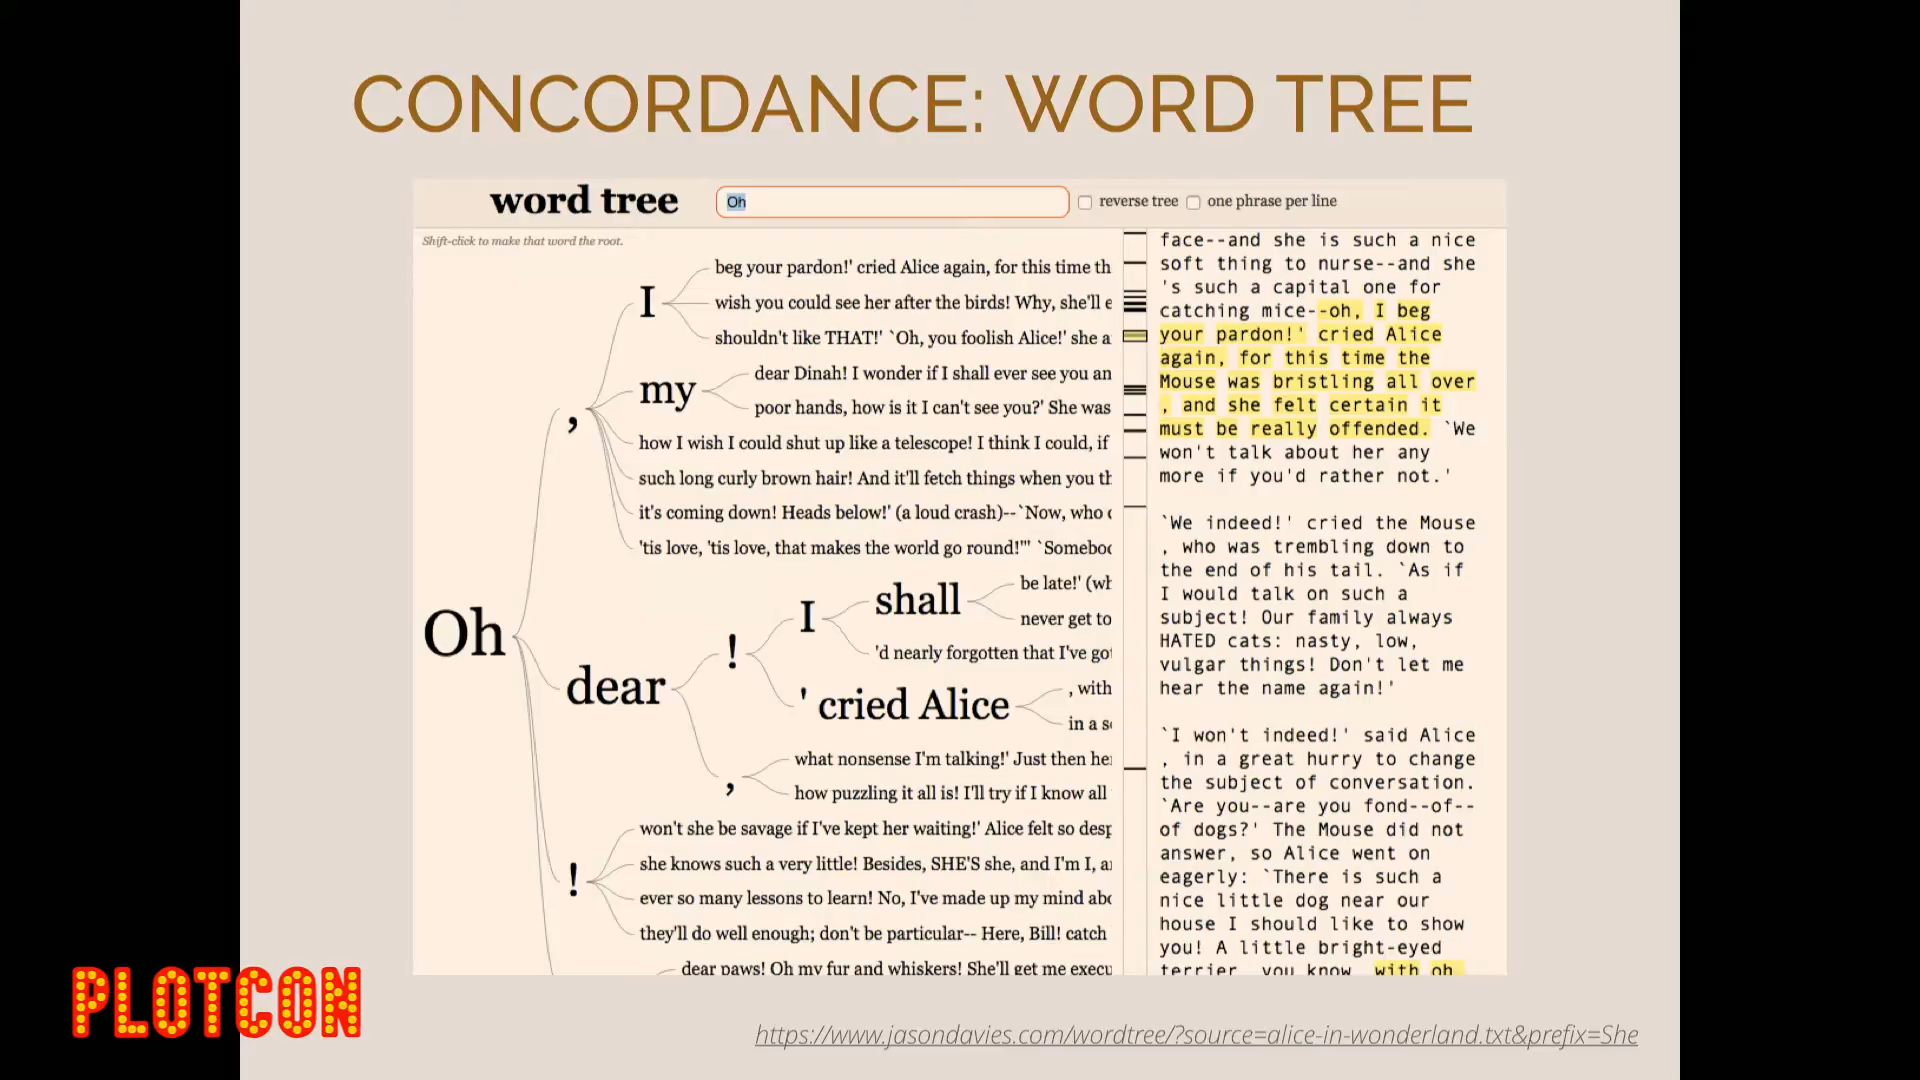 CONCORDANCE: WORD TREE
word tree
Oh
reverse tree
one phrase per line
Shift-click to make that word the root.
Oh
,
I
beg your pardon!' cried Alice again, for this time th
wish you could see her after the birds! Why, she'll e
shouldn't like THAT!' `Oh, you foolish Alice!' she a
my
dear Dinah! I wonder if I shall ever see you an
poor hands, how is it I can't see you?' She was
how I wish I could shut up like a telescope! I think I could, if
such long curly brown hair! And it'll fetch things when you th
it's coming down! Heads below!' (a loud crash)--`Now, who
'tis love, 'tis love, that makes the world go round!"' `Somebod
dear
!
I
shall
be late!' (wh
never get to
'd nearly forgotten that I've got
' cried Alice
, with
in a so
,
what nonsense I'm talking!' Just then he
how puzzling it all is! I'll try if I know all
!
won't she be savage if I've kept her waiting!' Alice felt so desp
she knows such a very little! Besides, SHE'S she, and I'm I, a
ever so many lessons to learn! No, I've made up my mind abo
they'll do well enough; don't be particular-- Here, Bill! catch
dear paws! Oh my fur and whiskers! She'll get me execu
face--and she is such a nice
soft thing to nurse--and she
's such a capital one for
catching mice--oh, I beg
your pardon!' cried Alice
again, for this time the
Mouse was bristling all over
, and she felt certain it
must be really offended. `We
won't talk about her any
more if you'd rather not.'
`We indeed!' cried the Mouse
, who was trembling down to
the end of his tail. `As if
I would talk on such a
subject! Our family always
HATED cats: nasty, low,
vulgar things! Don't let me
hear the name again!'
`I won't indeed!' said Alice
, in a great hurry to change
the subject of conversation.
`Are you--are you fond--of--
of dogs?' The Mouse did not
answer, so Alice went on
eagerly: `There is such a
nice little dog near our
house I should like to show
you! A little bright-eyed
terrier, you know, with oh
PLOTCON
https://www.jasondavies.com/wordtree/?source=alice-in-wonderland.txt&prefix=She